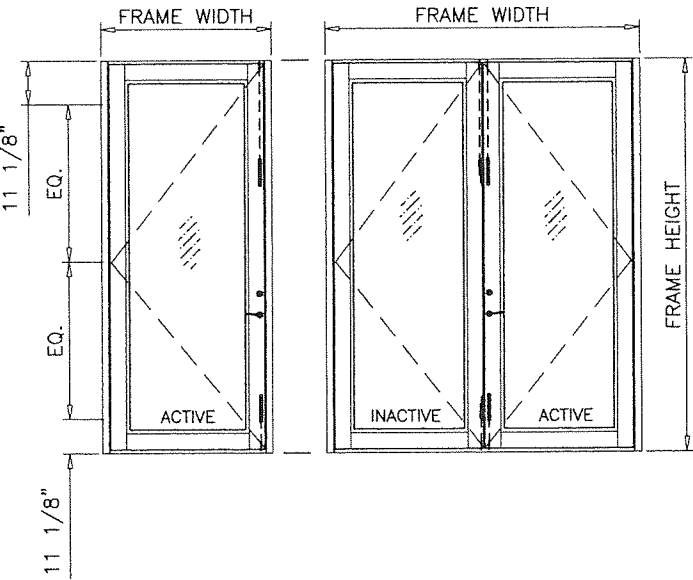 FRAME WIDTH
FRAME WIDTH
11 1/8"
EQ.
EQ.
FRAME HEIGHT
ACTIVE
INACTIVE
ACTIVE
11 1/8"